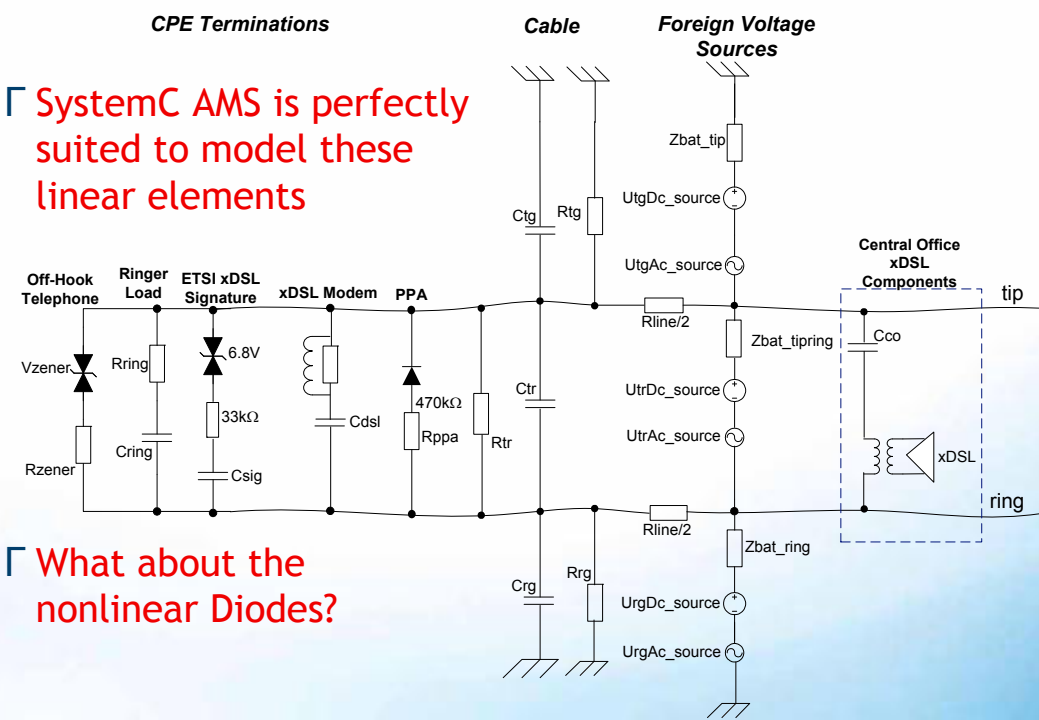 CPE Terminations
Cable
Foreign Voltage
Sources
Γ SystemC AMS is perfectly
suited to model these
linear elements
Zbat_tip
UtgDc_source
UtgAc_source
Ctg
Rtg
Central Office
xDSL
Components
Off-Hook
Telephone
Ringer
Load
ETSI xDSL
Signature
xDSL Modem
PPA
tip
Rline/2
Zbat_tipring
Cco
Vzener
Rring
6.8V
UtrDc_source
Ctr
470kΩ
33kΩ
Cdsl
Rppa
Rtr
UtrAc_source
Cring
Rzener
Csig
xDSL
ring
Rline/2
Zbat_ring
Γ What about the
nonlinear Diodes?
Crg
Rrg
UrgDc_source
UrgAc_source